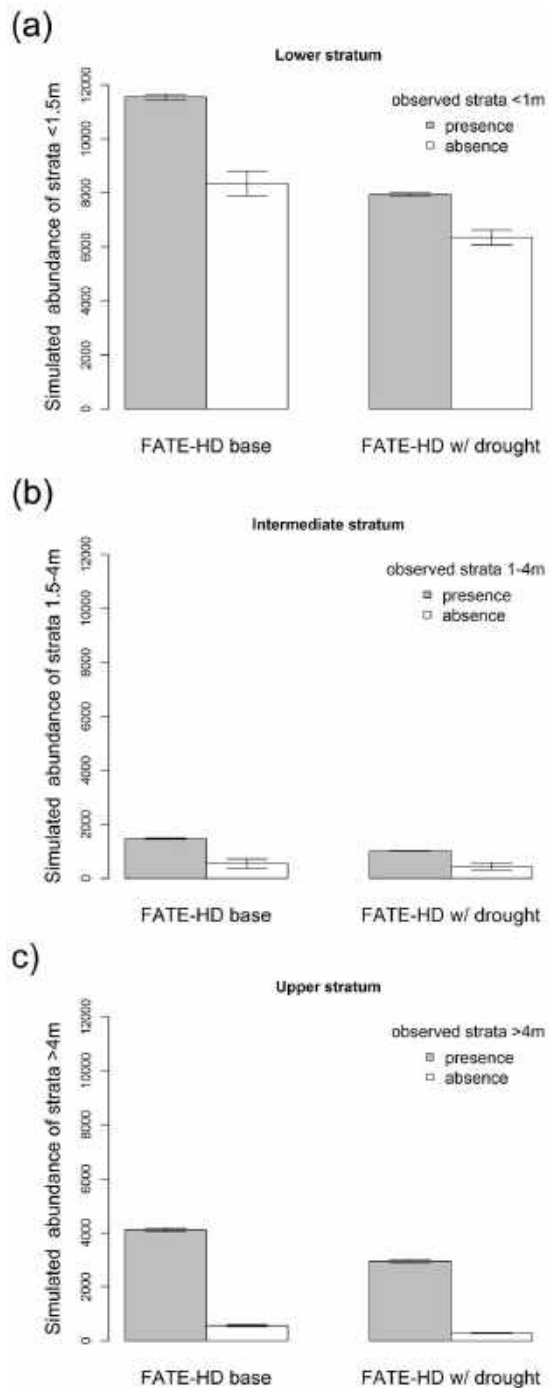 (a)
Lower stratum
Simulated abundance of strata <1.5m
12000
10000
8000
6000
4000
2000
0
observed strata <1m
presence
absence
FATE-HD base
FATE-HD w/ drought
(b)
Intermediate stratum
Simulated abundance of strata 1.5-4m
12000
10000
8000
6000
4000
2000
0
observed strata 1-4m
presence
absence
FATE-HD base
FATE-HD w/ drought
c)
Upper stratum
Simulated abundance of strata >4m
12000
10000
8000
6000
4000
2000
0
observed strata >4m
presence
absence
FATE-HD base
FATE-HD w/ drought